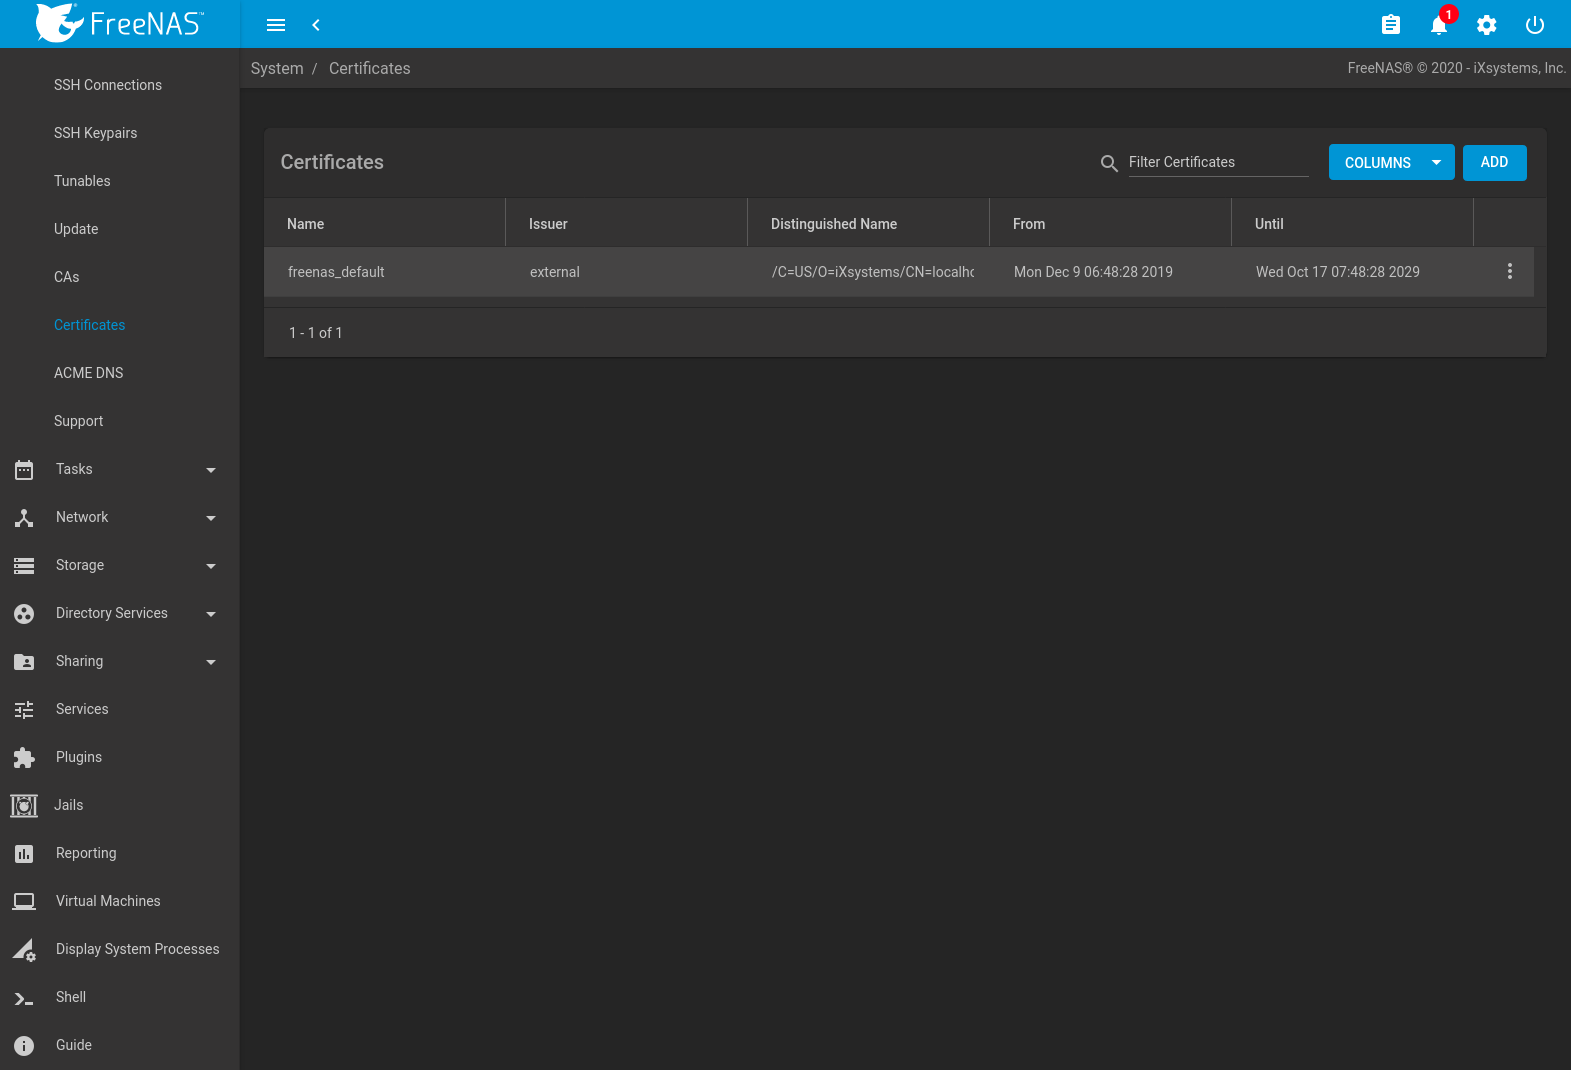 FreeNAS™
1
SSH Connections
SSH Keypairs
Tunables
Update
CAs
Certificates
ACME DNS
Support
Tasks
Network
Storage
Directory Services
Sharing
Services
Plugins
Jails
Reporting
Virtual Machines
Display System Processes
Shell
Guide
System / Certificates
FreeNAS® © 2020 - iXsystems, Inc.
Certificates
Filter Certificates
COLUMNS
ADD
Name Issuer Distinguished Name From Until
freenas_default external /C=US/O=iXsystems/CN=localhc Mon Dec 9 06:48:28 2019 Wed Oct 17 07:48:28 2029
1 - 1 of 1